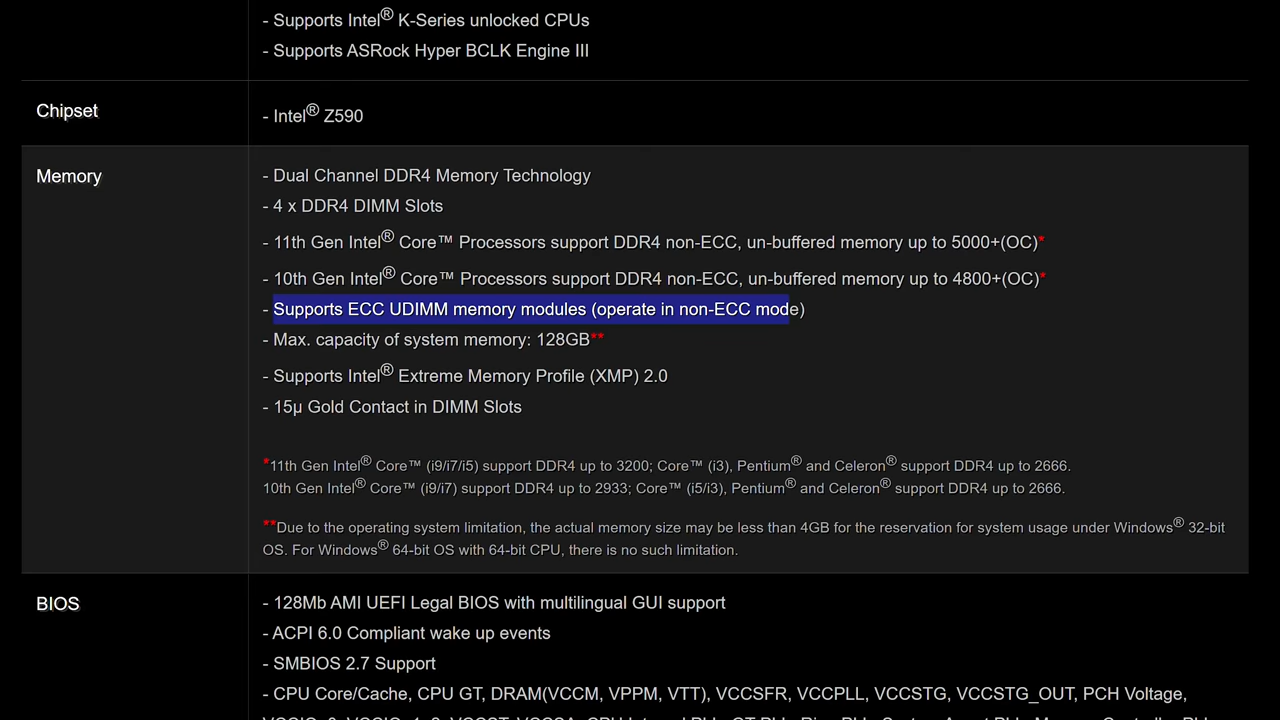 - Supports Intel® K-Series unlocked CPUs
- Supports ASRock Hyper BCLK Engine III
Chipset
- Intel® Z590
Memory
- Dual Channel DDR4 Memory Technology
- 4 x DDR4 DIMM Slots
- 11th Gen Intel® Core™ Processors support DDR4 non-ECC, un-buffered memory up to 5000+(OC)*
- 10th Gen Intel® Core™ Processors support DDR4 non-ECC, un-buffered memory up to 4800+(OC)*
- Supports ECC UDIMM memory modules (operate in non-ECC mode)
- Max. capacity of system memory: 128GB**
- Supports Intel® Extreme Memory Profile (XMP) 2.0
- 15μ Gold Contact in DIMM Slots
*11th Gen Intel® Core™ (i9/i7/i5) support DDR4 up to 3200; Core™ (i3), Pentium® and Celeron® support DDR4 up to 2666.
10th Gen Intel® Core™ (i9/i7) support DDR4 up to 2933; Core™ (i5/i3), Pentium® and Celeron® support DDR4 up to 2666.
**Due to the operating system limitation, the actual memory size may be less than 4GB for the reservation for system usage under Windows® 32-bit
OS. For Windows® 64-bit OS with 64-bit CPU, there is no such limitation.
BIOS
- 128Mb AMI UEFI Legal BIOS with multilingual GUI support
- ACPI 6.0 Compliant wake up events
- SMBIOS 2.7 Support
- CPU Core/Cache, CPU GT, DRAM(VCCM, VPPM, VTT), VCCSFR, VCCPLL, VCCSTG, VCCSTG_OUT, PCH Voltage,